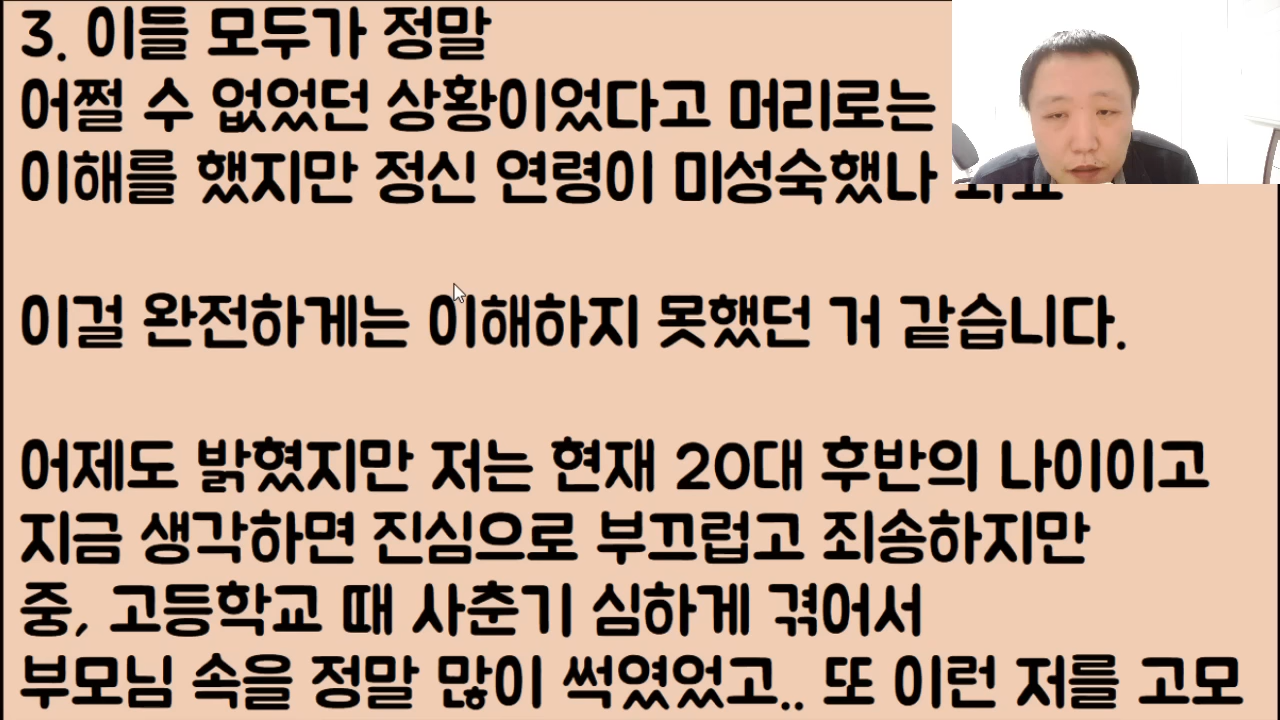 3. 이들 모두가 정말
어쩔 수 없었던 상황이었다고 머리로는
이해를 했지만 정신 연령이 미성숙했나
이걸 완전하게는 이해하지 못했던 거 같습니다.
어제도 밝혔지만 저는 현재 20대 후반의 나이이고
지금 생각하면 진심으로 부끄럽고 죄송하지만
중, 고등학교 때 사춘기 심하게 겪어서
부모님 속을 정말 많이 썩였었고.. 또 이런 저를 고모